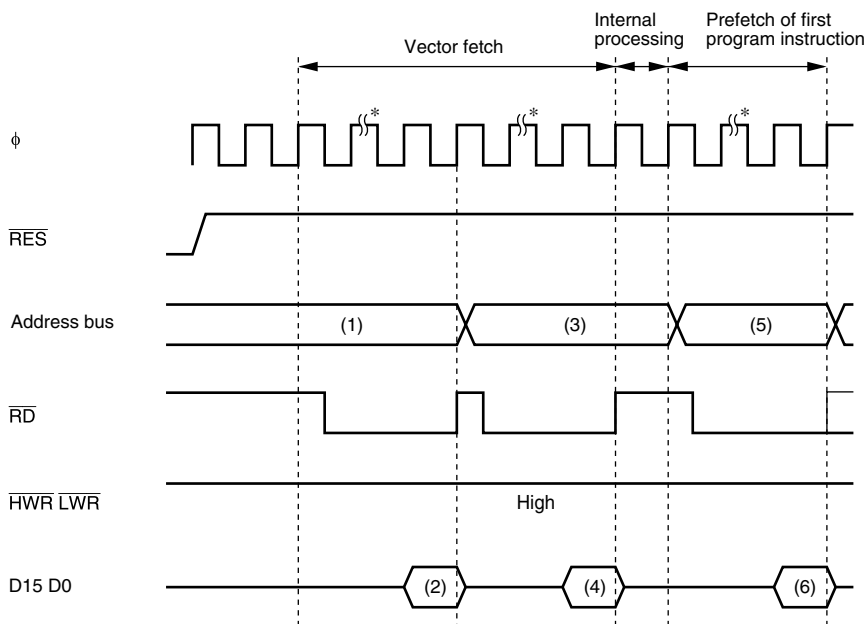 Vector fetch
Internal
processing
Prefetch of first
program instruction
ϕ
*
*
*
RES
Address bus
(1)
(3)
(5)
RD
HWR LWR
High
D15 D0
(2)
(4)
(6)